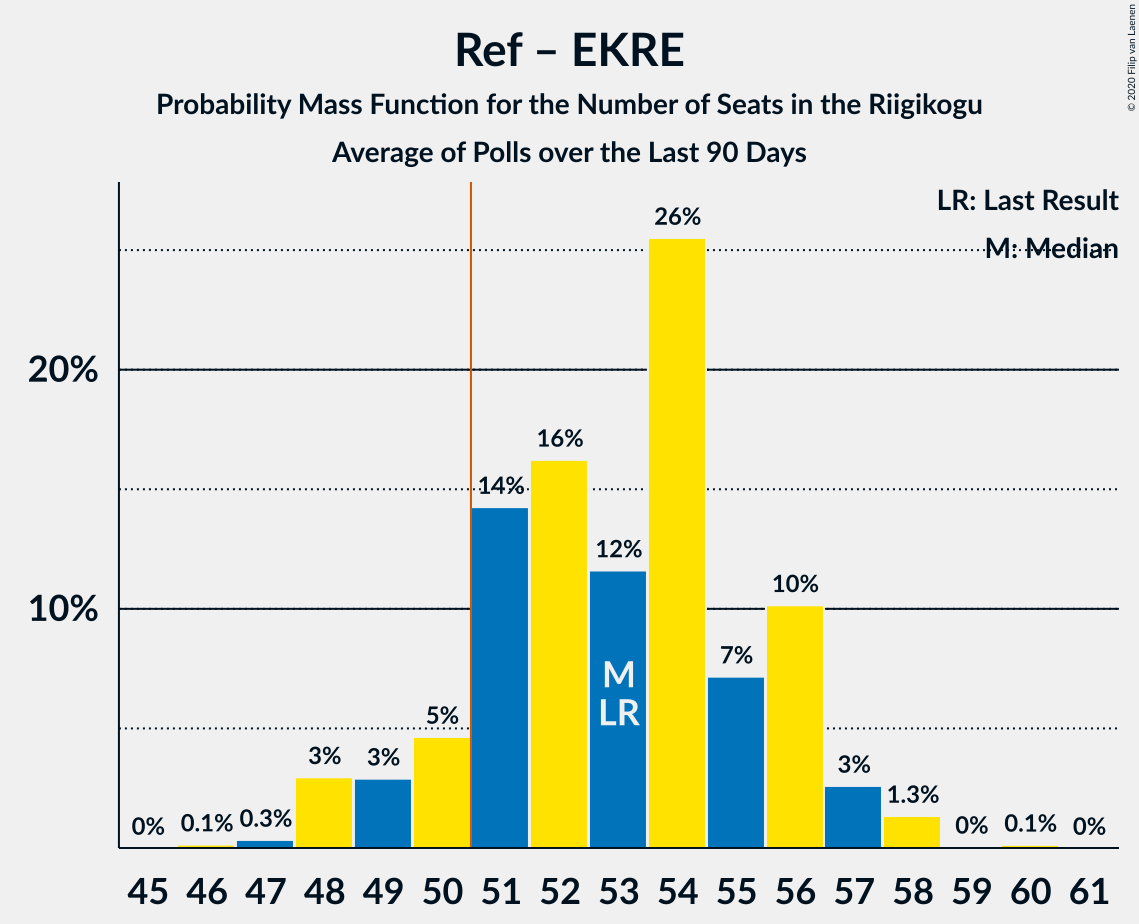 Ref – EKRE
Probability Mass Function for the Number of Seats in the Riigikogu
Average of Polls over the Last 90 Days
© 2020 Filip van Laenen
LR: Last Result
M: Median
20%
10%
0%
0.1%
0.3%
3%
3%
5%
14%
16%
12%
26%
7%
10%
3%
1.3%
0%
0.1%
0%
M
LR
45 46 47 48 49 50 51 52 53 54 55 56 57 58 59 60 61